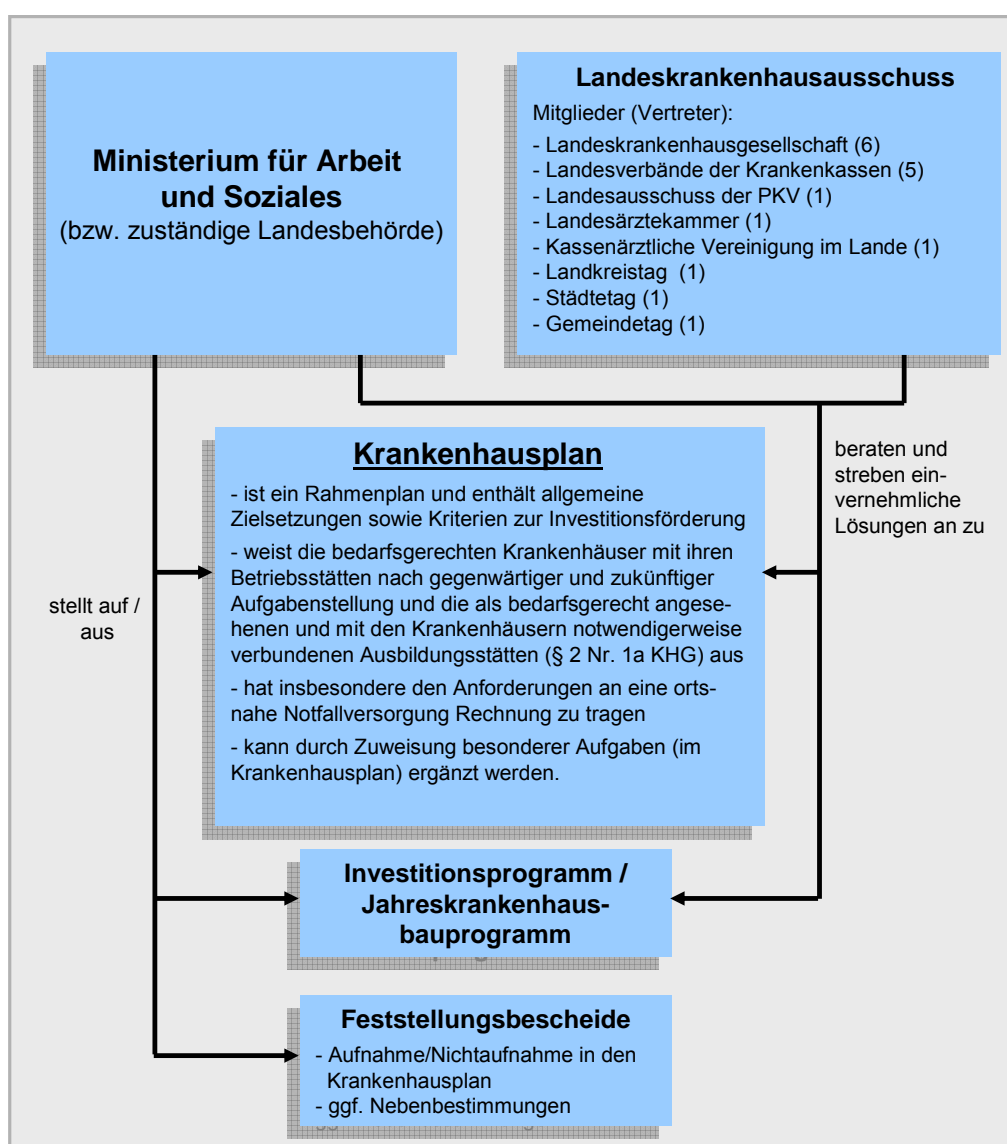 Ministerium für Arbeit
und Soziales
(bzw. zuständige Landesbehörde)
Landeskrankenhausausschuss
Mitglieder (Vertreter):
- Landeskrankenhausgesellschaft (6)
- Landesverbände der Krankenkassen (5)
- Landesausschuss der PKV (1)
- Landesärztekammer (1)
- Kassenärztliche Vereinigung im Lande (1)
- Landkreistag (1)
- Städtetag (1)
- Gemeindetag (1)
Krankenhausplan
- ist ein Rahmenplan und enthält allgemeine
Zielsetzungen sowie Kriterien zur Investitionsförderung
- weist die bedarfsgerechten Krankenhäuser mit ihren
Betriebsstätten nach gegenwärtiger und zukünftiger
Aufgabenstellung und die als bedarfsgerecht angese-
henen und mit den Krankenhäusern notwendigerweise
verbundenen Ausbildungsstätten (§ 2 Nr. 1a KHG) aus
- hat insbesondere den Anforderungen an eine orts-
nahe Notfallversorgung Rechnung zu tragen
- kann durch Zuweisung besonderer Aufgaben (im
Krankenhausplan) ergänzt werden.
beraten und
streben ein-
vernehmliche
Lösungen an zu
stellt auf /
aus
Investitionsprogramm /
Jahreskrankenhaus-
bauprogramm
Feststellungsbescheide
- Aufnahme/Nichtaufnahme in den
Krankenhausplan
- ggf. Nebenbestimmungen